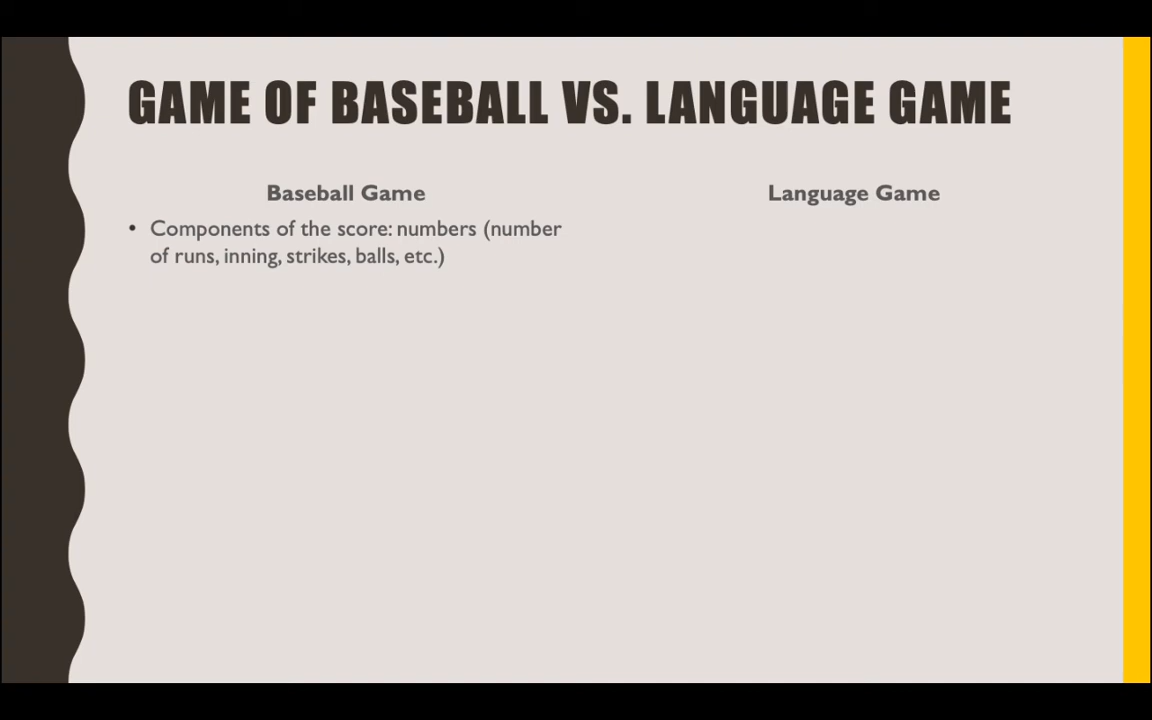 GAME OF BASEBALL VS. LANGUAGE GAME
Baseball Game
• Components of the score: numbers (number
of runs, inning, strikes, balls, etc.)
Language Game